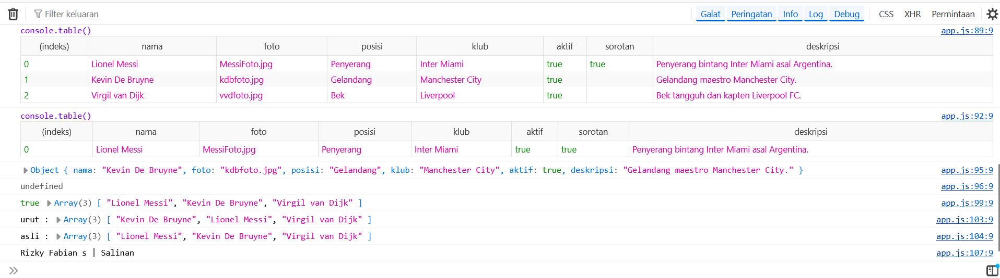 Filter keluaran Galat Peringatan Info Log Debug CSS XHR Permintaan
console.table() app.js:89:9
(indeks) nama foto posisi klub aktif sorotan deskripsi
0 Lionel Messi MessiFoto.jpg Penyerang Inter Miami true true Penyerang bintang Inter Miami asal Argentina.
1 Kevin De Bruyne kdbfoto.jpg Gelandang Manchester City true Gelandang maestro Manchester City.
2 Virgil van Dijk vvdfoto.jpg Bek Liverpool true Bek tangguh dan kapten Liverpool FC.
console.table() app.js:92:9
(indeks) nama foto posisi klub aktif sorotan deskripsi
0 Lionel Messi MessiFoto.jpg Penyerang Inter Miami true true Penyerang bintang Inter Miami asal Argentina.
Object { nama: "Kevin De Bruyne", foto: "kdbfoto.jpg", posisi: "Gelandang", klub: "Manchester City", aktif: true, deskripsi: "Gelandang maestro Manchester City." } app.js:95:9
undefined app.js:96:9
true Array(3) [ "Lionel Messi", "Kevin De Bruyne", "Virgil van Dijk" ] app.js:99:9
urut : Array(3) [ "Kevin De Bruyne", "Lionel Messi", "Virgil van Dijk" ] app.js:103:9
asli : Array(3) [ "Lionel Messi", "Kevin De Bruyne", "Virgil van Dijk" ] app.js:104:9
Rizky Fabian s | Salinan app.js:107:9